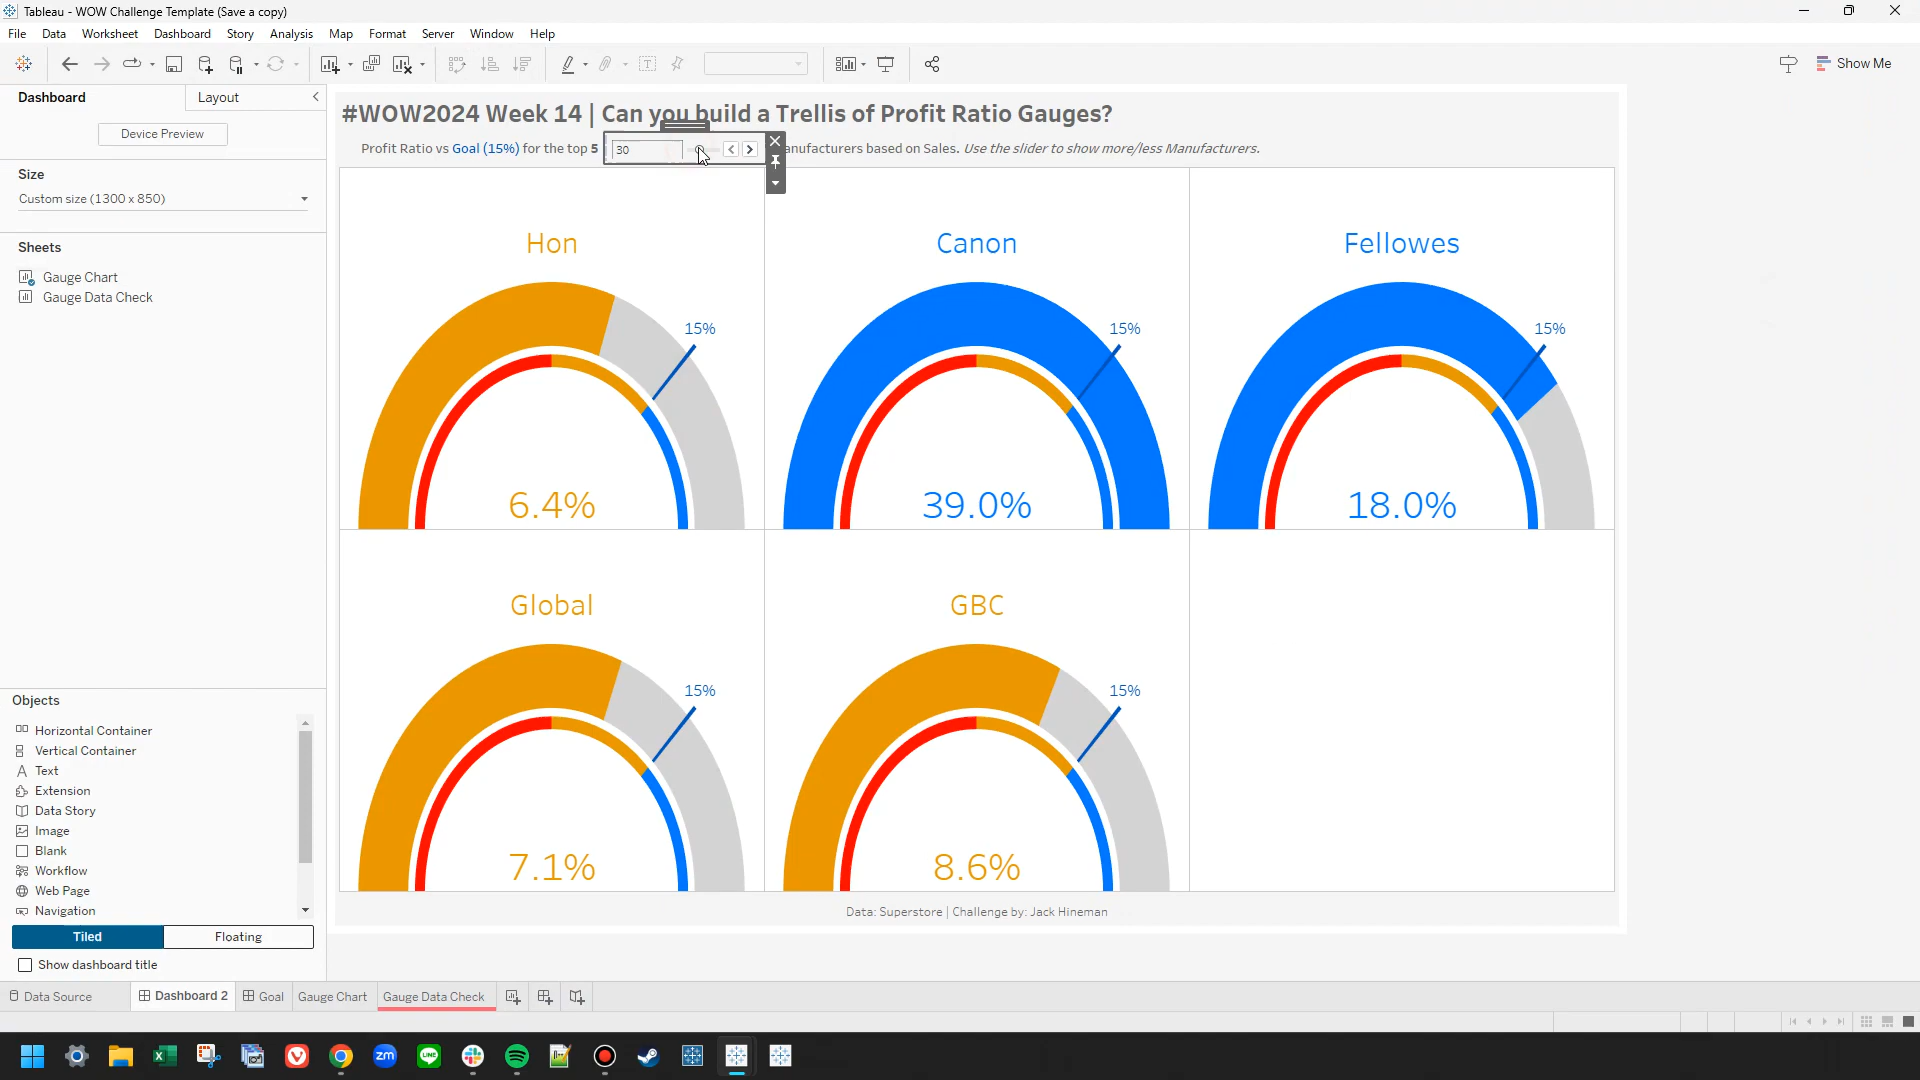 Tableau - WOW Challenge Template (Save a copy)
File Data Worksheet Dashboard Story Analysis Map Format Server Window Help
Show Me
Dashboard Layout
Device Preview
Size
Custom size (1300 x 850)
Sheets
Gauge Chart
Gauge Data Check
Objects
Horizontal Container
Vertical Container
Text
Extension
Data Story
Image
Blank
Workflow
Web Page
Navigation
Tiled Floating
Show dashboard title
#WOW2024 Week 14 | Can you build a Trellis of Profit Ratio Gauges?
Profit Ratio vs Goal (15%) for the top 5 30 anufacturers based on Sales. Use the slider to show more/less Manufacturers.
Hon Canon Fellowes
15% 15% 15%
6.4% 39.0% 18.0%
Global GBC
15% 15%
7.1% 8.6%
Data: Superstore | Challenge by: Jack Hineman
Data Source Dashboard 2 Goal Gauge Chart Gauge Data Check
zm
LINE